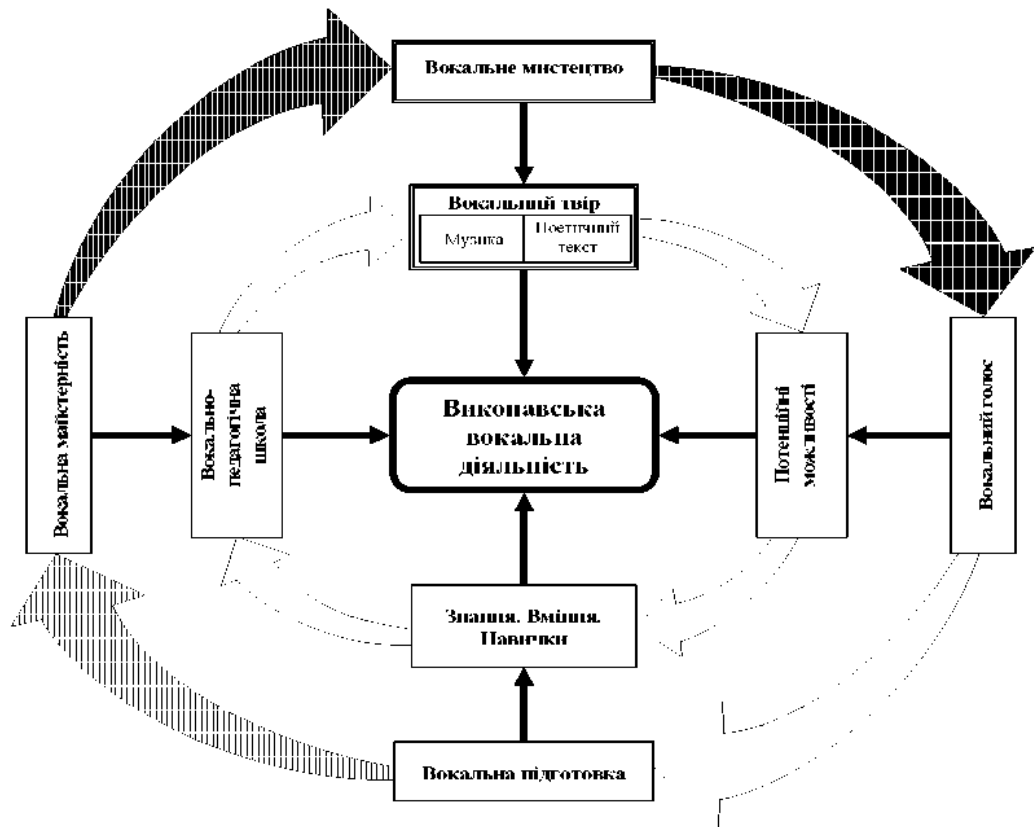 Вокальне мистецтво
Вокальний твір
Музика
Поетичний
текст
Вокальна майстерність
Вокально-
педагогічна
школа
Виконавська
вокальна
діяльність
Потенційні
можливості
Вокальний голос
Знання. Вміння.
Навички
Вокальна підготовка